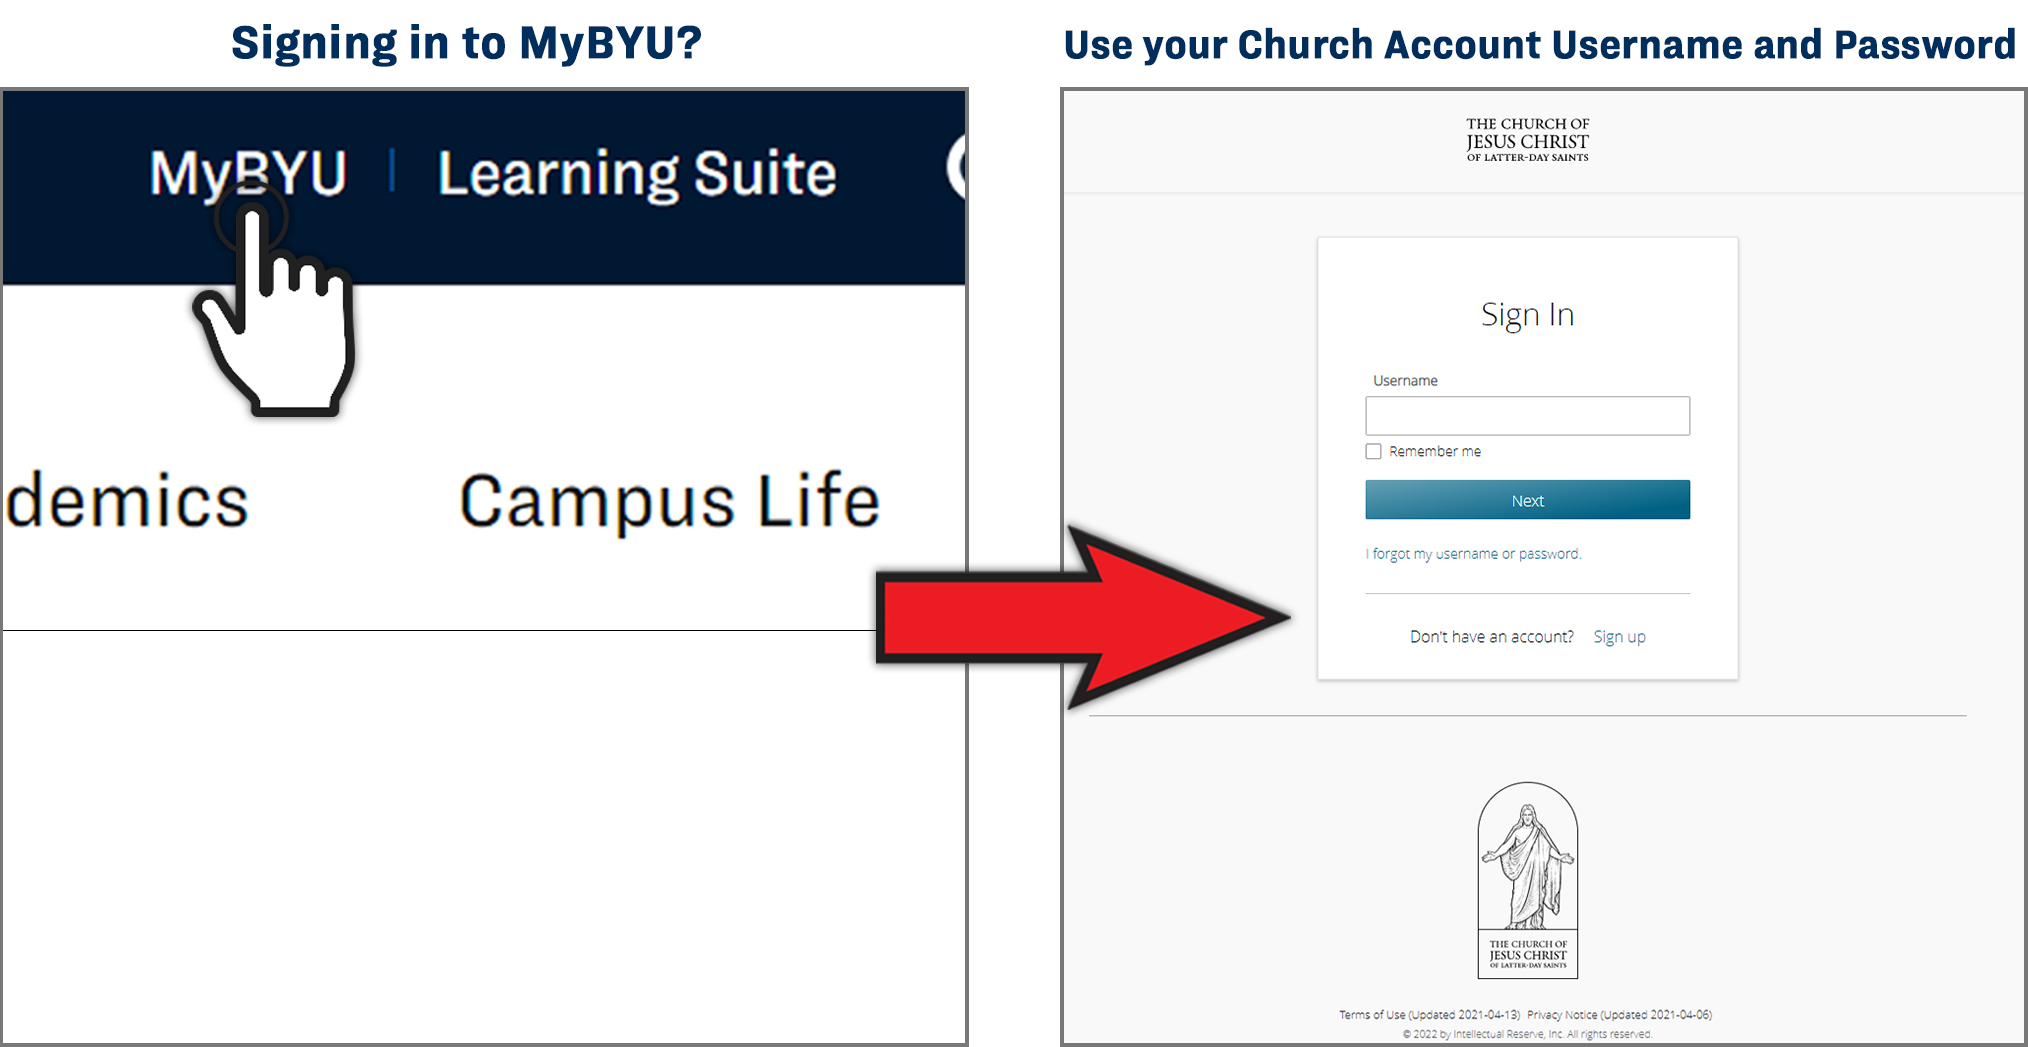 Signing in to MyBYU?
MyBYU | Learning Suite
demics
Campus Life
Use your Church Account Username and Password
THE CHURCH OF
JESUS CHRIST
OF LATTER-DAY SAINTS
Sign In
Username
Remember me
Next
I forgot my username or password.
Don't have an account? Sign up
THE CHURCH OF
JESUS CHRIST
OF LATTER-DAY SAINTS
Terms of Use (Updated 2021-04-13) Privacy Notice (Updated 2021-04-06)
© 2022 by Intellectual Reserve, Inc. All rights reserved.